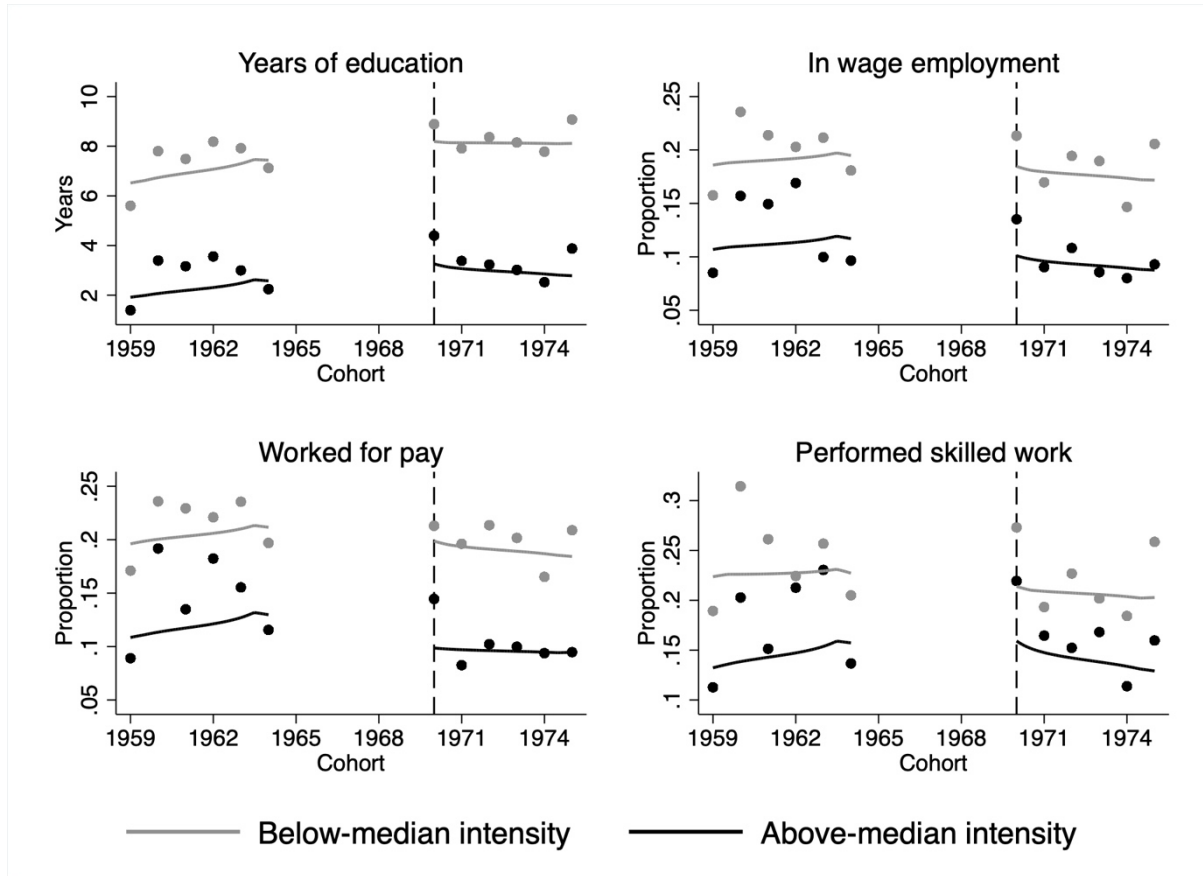 Years of education
10
8
6
4
2
Years
1959 1962 1965 1968 1971 1974
Cohort
In wage employment
.25
.2
.15
.1
.05
Proportion
1959 1962 1965 1968 1971 1974
Cohort
Worked for pay
.25
.2
.15
.1
.05
Proportion
1959 1962 1965 1968 1971 1974
Cohort
Performed skilled work
.3
.25
.2
.15
.1
Proportion
1959 1962 1965 1968 1971 1974
Cohort
Below-median intensity Above-median intensity